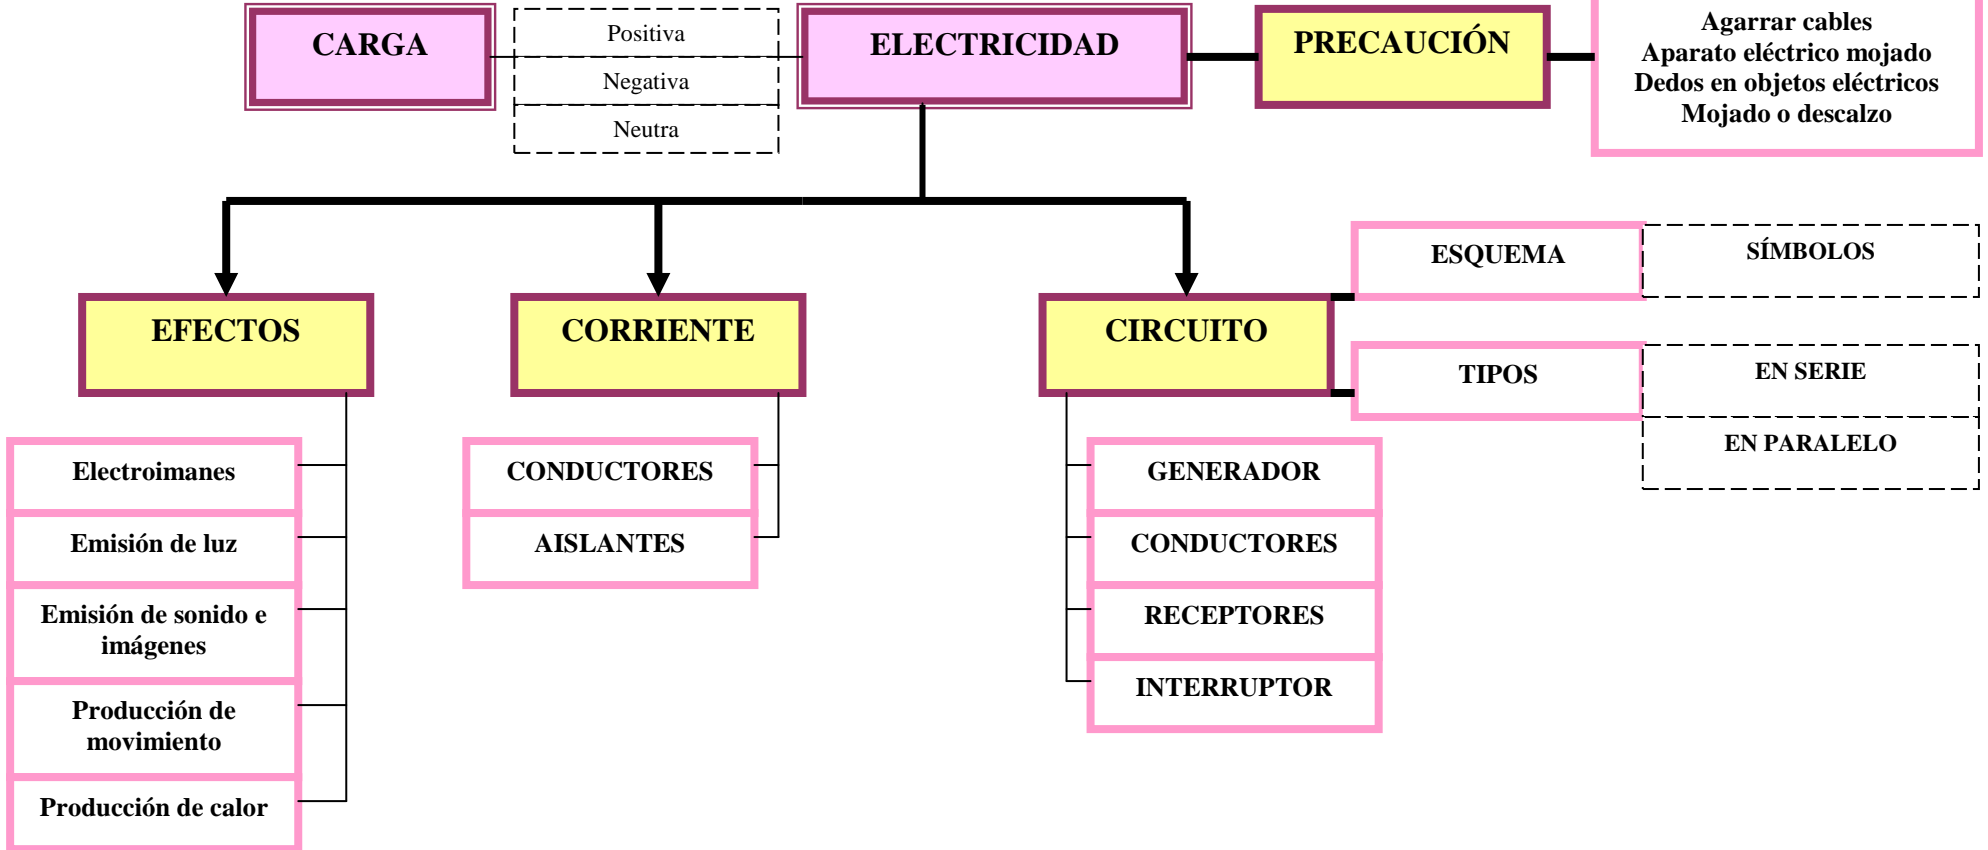 CARGA
Positiva
Negativa
Neutra
ELECTRICIDAD
PRECAUCIÓN
Agarrar cables
Aparato eléctrico mojado
Dedos en objetos eléctricos
Mojado o descalzo
EFECTOS
Electroimanes
Emisión de luz
Emisión de sonido e
imágenes
Producción de
movimiento
Producción de calor
CORRIENTE
CONDUCTORES
AISLANTES
CIRCUITO
GENERADOR
CONDUCTORES
RECEPTORES
INTERRUPTOR
ESQUEMA
SÍMBOLOS
TIPOS
EN SERIE
EN PARALELO